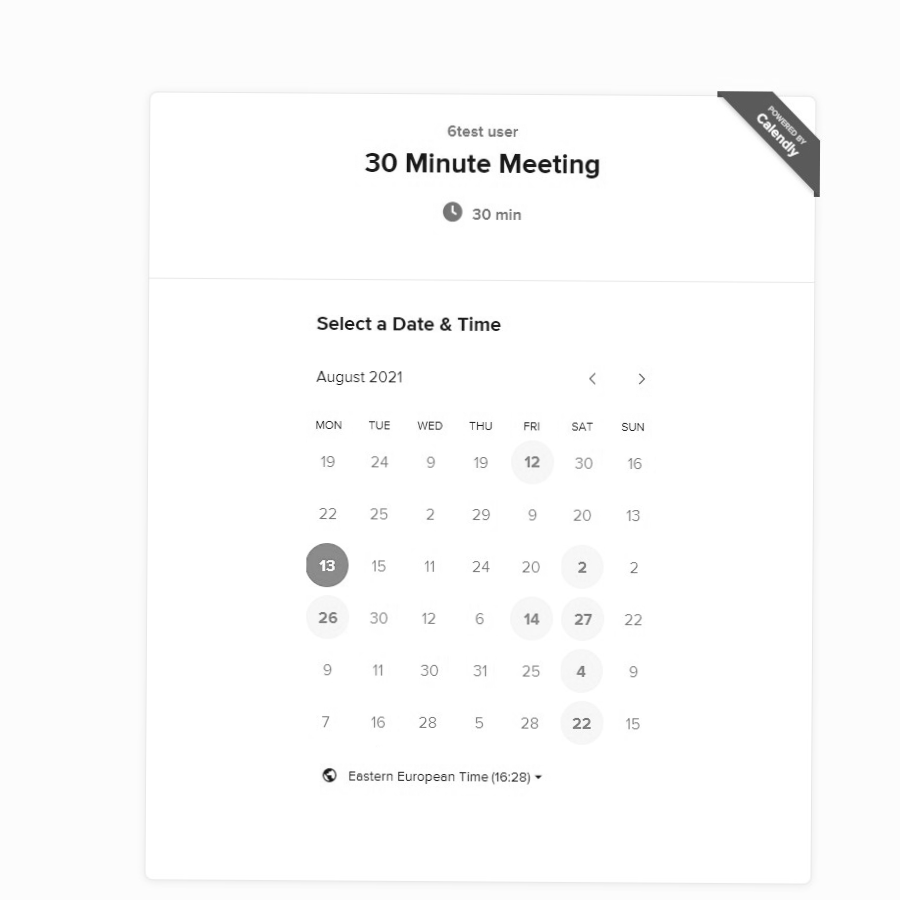 POWERED BY
Calendly
6test user
30 Minute Meeting
30 min
Select a Date & Time
August 2021
MON TUE WED THU FRI SAT SUN
19 24 9 19 12 30 16
22 25 2 29 9 20 13
13 15 11 24 20 2 2
26 30 12 6 14 27 22
9 11 30 31 25 4 9
7 16 28 5 28 22 15
Eastern European Time (16:28)